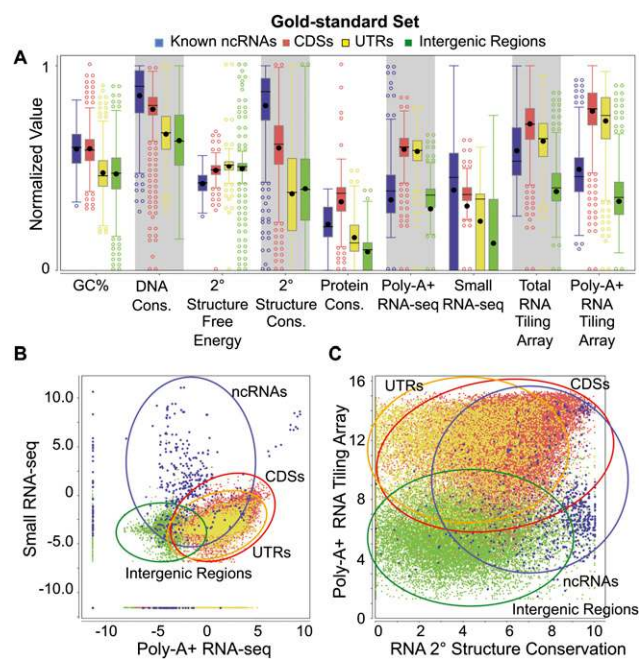 Gold-standard Set
A
Known ncRNAs CDSs UTRs Intergenic Regions
Normalized Value
1
0
GC%
DNA Cons.
2° Structure Free Energy
2° Structure Cons.
Protein Cons.
Poly-A+ RNA-seq
Small RNA-seq
Total RNA Tiling Array
Poly-A+ RNA Tiling Array
B
Small RNA-seq
10.0
5.0
0
-5.0
-10.0
ncRNAs
CDSs
UTRs
Intergenic Regions
-10 -5 0 5 10
Poly-A+ RNA-seq
C
Poly-A+ RNA Tiling Array
16
12
8
4
0
UTRs
CDSs
ncRNAs
Intergenic Regions
0 2 4 6 8 10
RNA 2° Structure Conservation